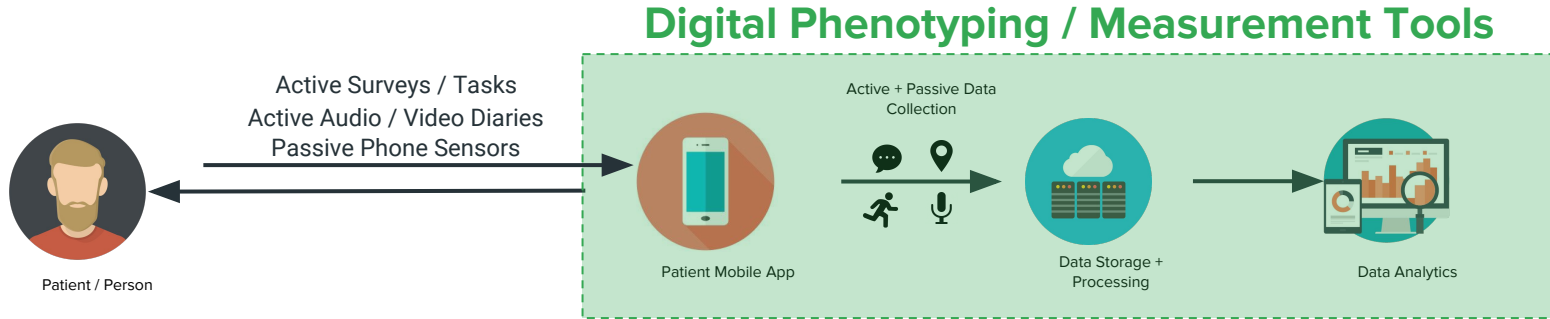 Digital Phenotyping / Measurement Tools
Active Surveys / Tasks
Active Audio / Video Diaries
Passive Phone Sensors
Active + Passive Data
Collection
Patient / Person
Patient Mobile App
Data Storage +
Processing
Data Analytics